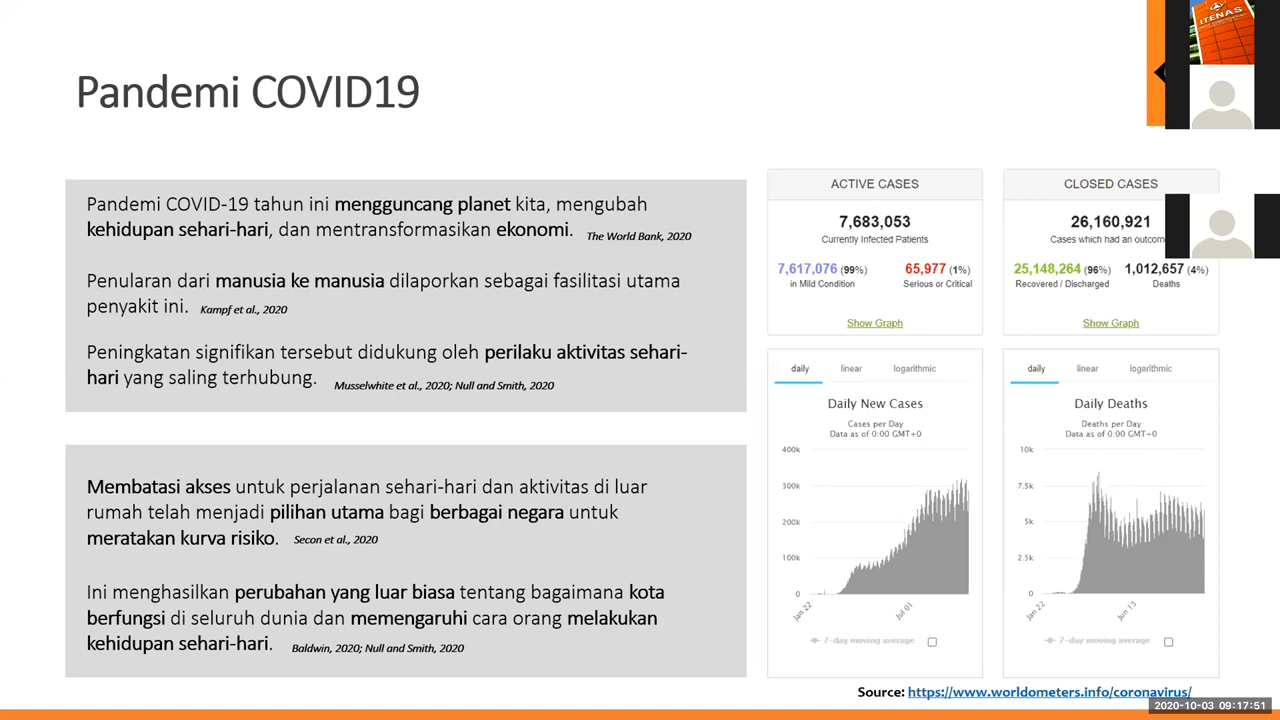 ITENAS
Pandemi COVID19
Pandemi COVID-19 tahun ini mengguncang planet kita, mengubah
kehidupan sehari-hari, dan mentransformasikan ekonomi. The World Bank, 2020
Penularan dari manusia ke manusia dilaporkan sebagai fasilitasi utama
penyakit ini. Kampf et al., 2020
Peningkatan signifikan tersebut didukung oleh perilaku aktivitas sehari-
hari yang saling terhubung. Musselwhite et al., 2020; Null and Smith, 2020
Membatasi akses untuk perjalanan sehari-hari dan aktivitas di luar
rumah telah menjadi pilihan utama bagi berbagai negara untuk
meratakan kurva risiko. Secon et al., 2020
Ini menghasilkan perubahan yang luar biasa tentang bagaimana kota
berfungsi di seluruh dunia dan memengaruhi cara orang melakukan
kehidupan sehari-hari. Baldwin, 2020; Null and Smith, 2020
ACTIVE CASES
7,683,053
Currently Infected Patients
7,617,076 (99%) 65,977 (1%)
in Mild Condition Serious or Critical
Show Graph
CLOSED CASES
26,160,921
Cases which had an outcom
25,148,264 (96%) 1,012,657 (4%)
Recovered / Discharged Deaths
Show Graph
daily linear logarithmic
Daily New Cases
Cases per Day
Data as of 0:00 GMT+0
400k
300k
200k
100k
0
Jan 22 Jul 01
7-day moving average
daily linear logarithmic
Daily Deaths
Deaths per Day
Data as of 0:00 GMT+0
10k
7.5k
5k
2.5k
0
Jan 22 Jun 13
7-day moving average
Source: https://www.worldometers.info/coronavirus/
2020-10-03 09:17:51